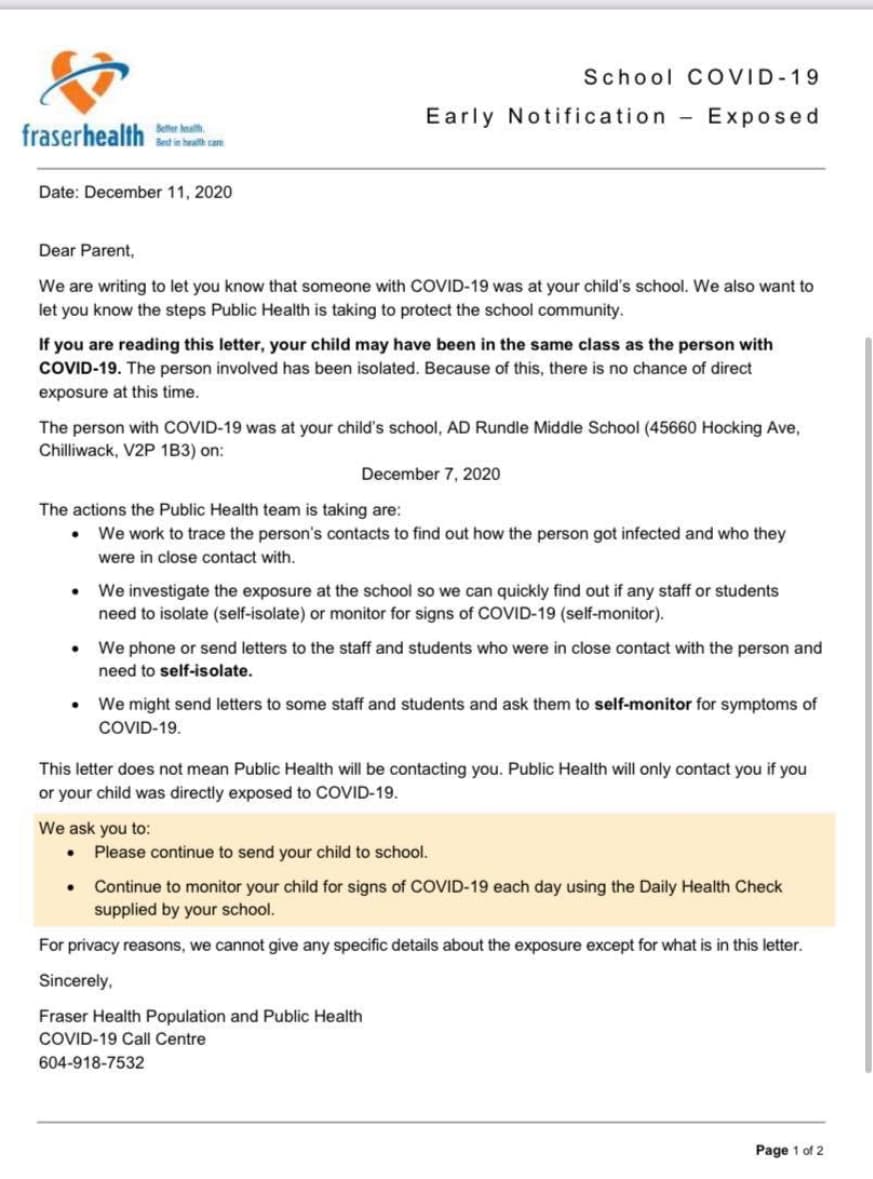 School COVID-19
Early Notification – Exposed
fraserhealth
Better health.
Best in health care.
Date: December 11, 2020
Dear Parent,
We are writing to let you know that someone with COVID-19 was at your child's school. We also want to
let you know the steps Public Health is taking to protect the school community.
If you are reading this letter, your child may have been in the same class as the person with
COVID-19. The person involved has been isolated. Because of this, there is no chance of direct
exposure at this time.
The person with COVID-19 was at your child's school, AD Rundle Middle School (45660 Hocking Ave,
Chilliwack, V2P 1B3) on:
December 7, 2020
The actions the Public Health team is taking are:
• We work to trace the person's contacts to find out how the person got infected and who they
were in close contact with.
• We investigate the exposure at the school so we can quickly find out if any staff or students
need to isolate (self-isolate) or monitor for signs of COVID-19 (self-monitor).
• We phone or send letters to the staff and students who were in close contact with the person and
need to self-isolate.
• We might send letters to some staff and students and ask them to self-monitor for symptoms of
COVID-19.
This letter does not mean Public Health will be contacting you. Public Health will only contact you if you
or your child was directly exposed to COVID-19.
We ask you to:
• Please continue to send your child to school.
• Continue to monitor your child for signs of COVID-19 each day using the Daily Health Check
supplied by your school.
For privacy reasons, we cannot give any specific details about the exposure except for what is in this letter.
Sincerely,
Fraser Health Population and Public Health
COVID-19 Call Centre
604-918-7532
Page 1 of 2